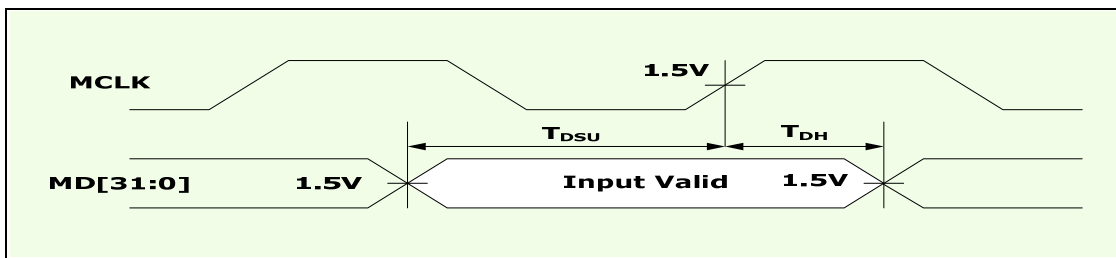 MCLK
1.5V
TDSU
TDH
MD[31:0]
1.5V
Input Valid
1.5V